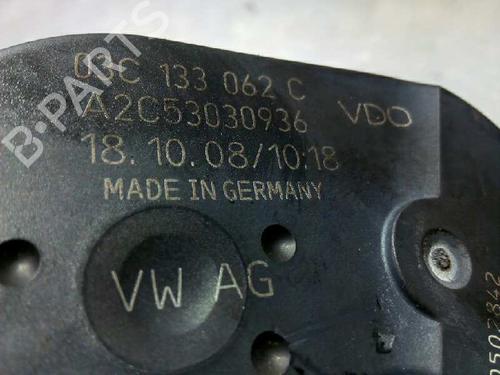 03C 133 062 C
A2C53030936 VDO
18.10.08/10:18
MADE IN GERMANY
VW AG
B-PARTS